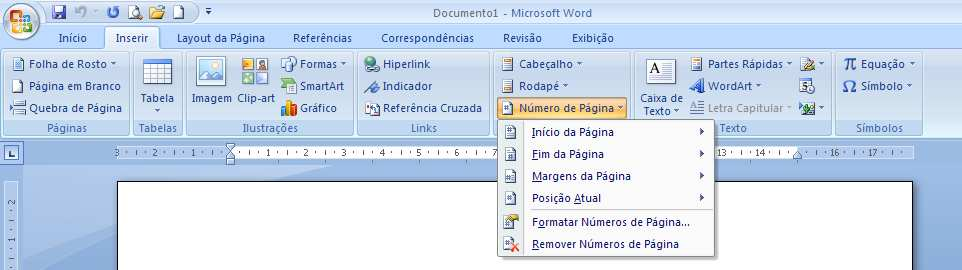 Documento1 - Microsoft Word
Início Inserir Layout da Página Referências Correspondências Revisão Exibição
Folha de Rosto
Página em Branco
Quebra de Página
Páginas
Tabela
Tabelas
Imagem
Clip-art
Formas
SmartArt
Gráfico
Ilustrações
Hiperlink
Indicador
Referência Cruzada
Links
Cabeçalho
Rodapé
Número de Página
Início da Página
Fim da Página
Margens da Página
Posição Atual
Formatar Números de Página...
Remover Números de Página
A
Caixa de
Texto
Partes Rápidas
WordArt
Letra Capitular
Texto
π Equação
Ω Símbolo
Símbolos
L
3 2 1 1 2 3 4 5 6 7 13 14 16 17
2
1